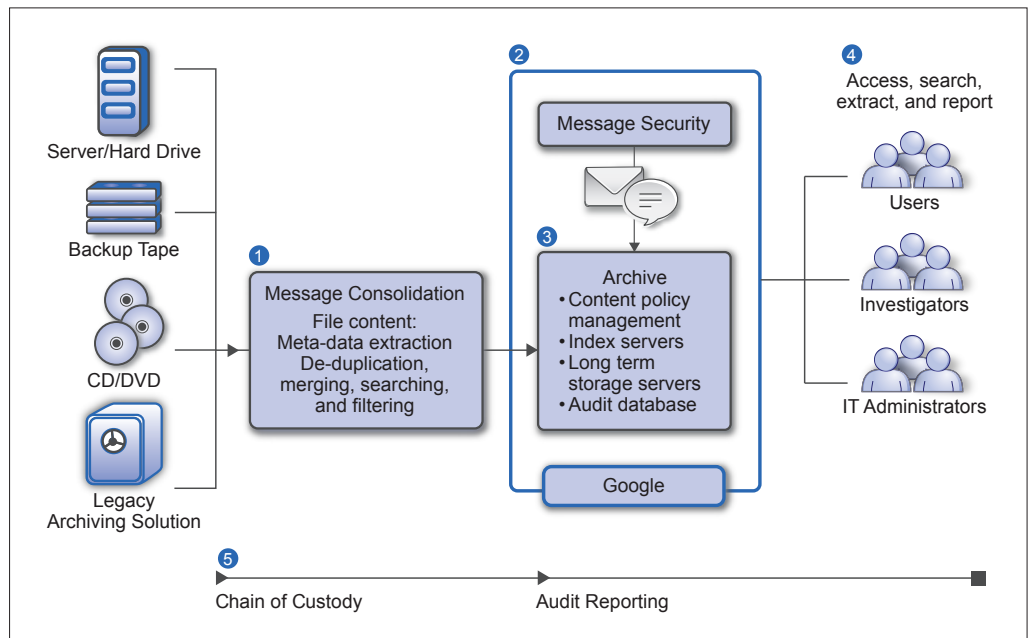 Server/Hard Drive
Backup Tape
CD/DVD
Legacy
Archiving Solution
1
Message Consolidation
File content:
Meta-data extraction
De-duplication,
merging, searching,
and filtering
2
Message Security
3
Archive
• Content policy
management
• Index servers
• Long term
storage servers
• Audit database
Google
4
Access, search,
extract, and report
Users
Investigators
IT Administrators
5
Chain of Custody
Audit Reporting